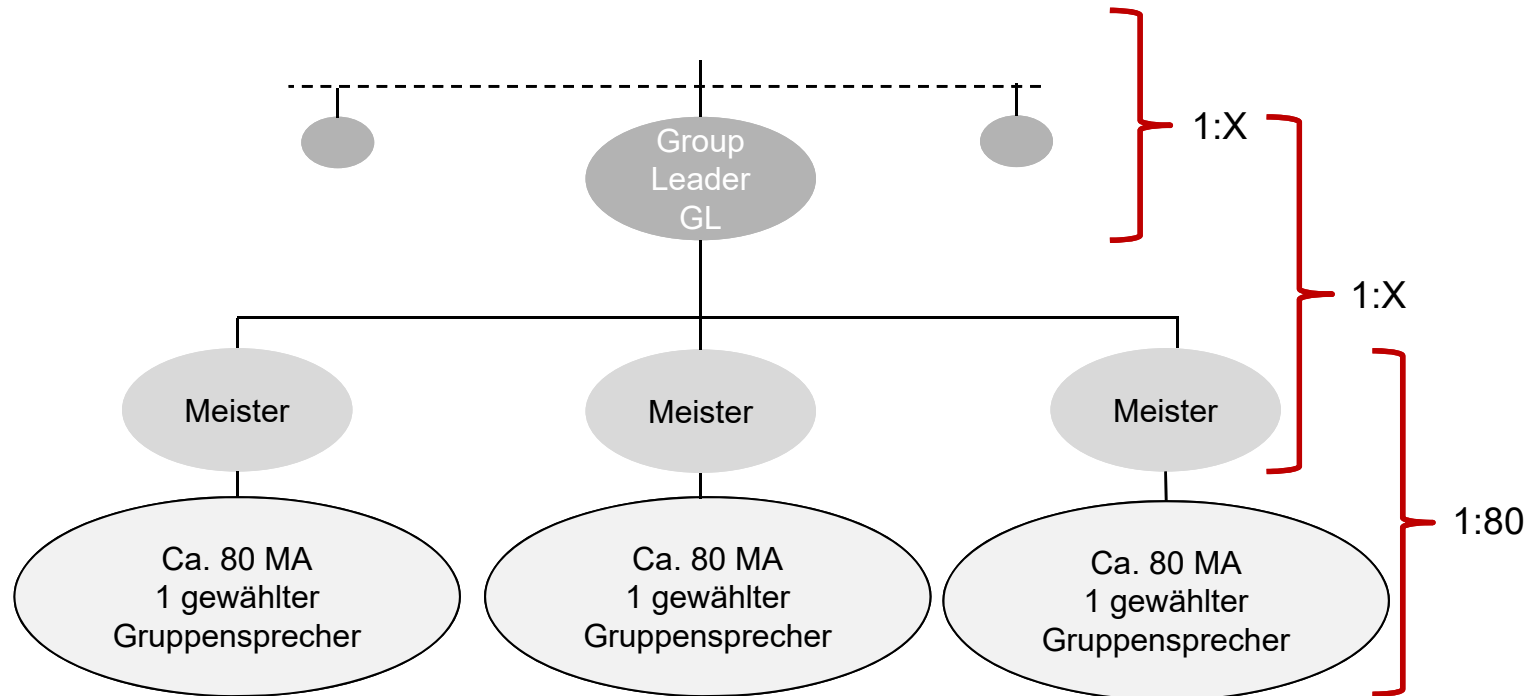 Group
Leader
GL
1:X
1:X
Meister
Meister
Meister
Ca. 80 MA
1 gewählter
Gruppensprecher
Ca. 80 MA
1 gewählter
Gruppensprecher
Ca. 80 MA
1 gewählter
Gruppensprecher
1:80